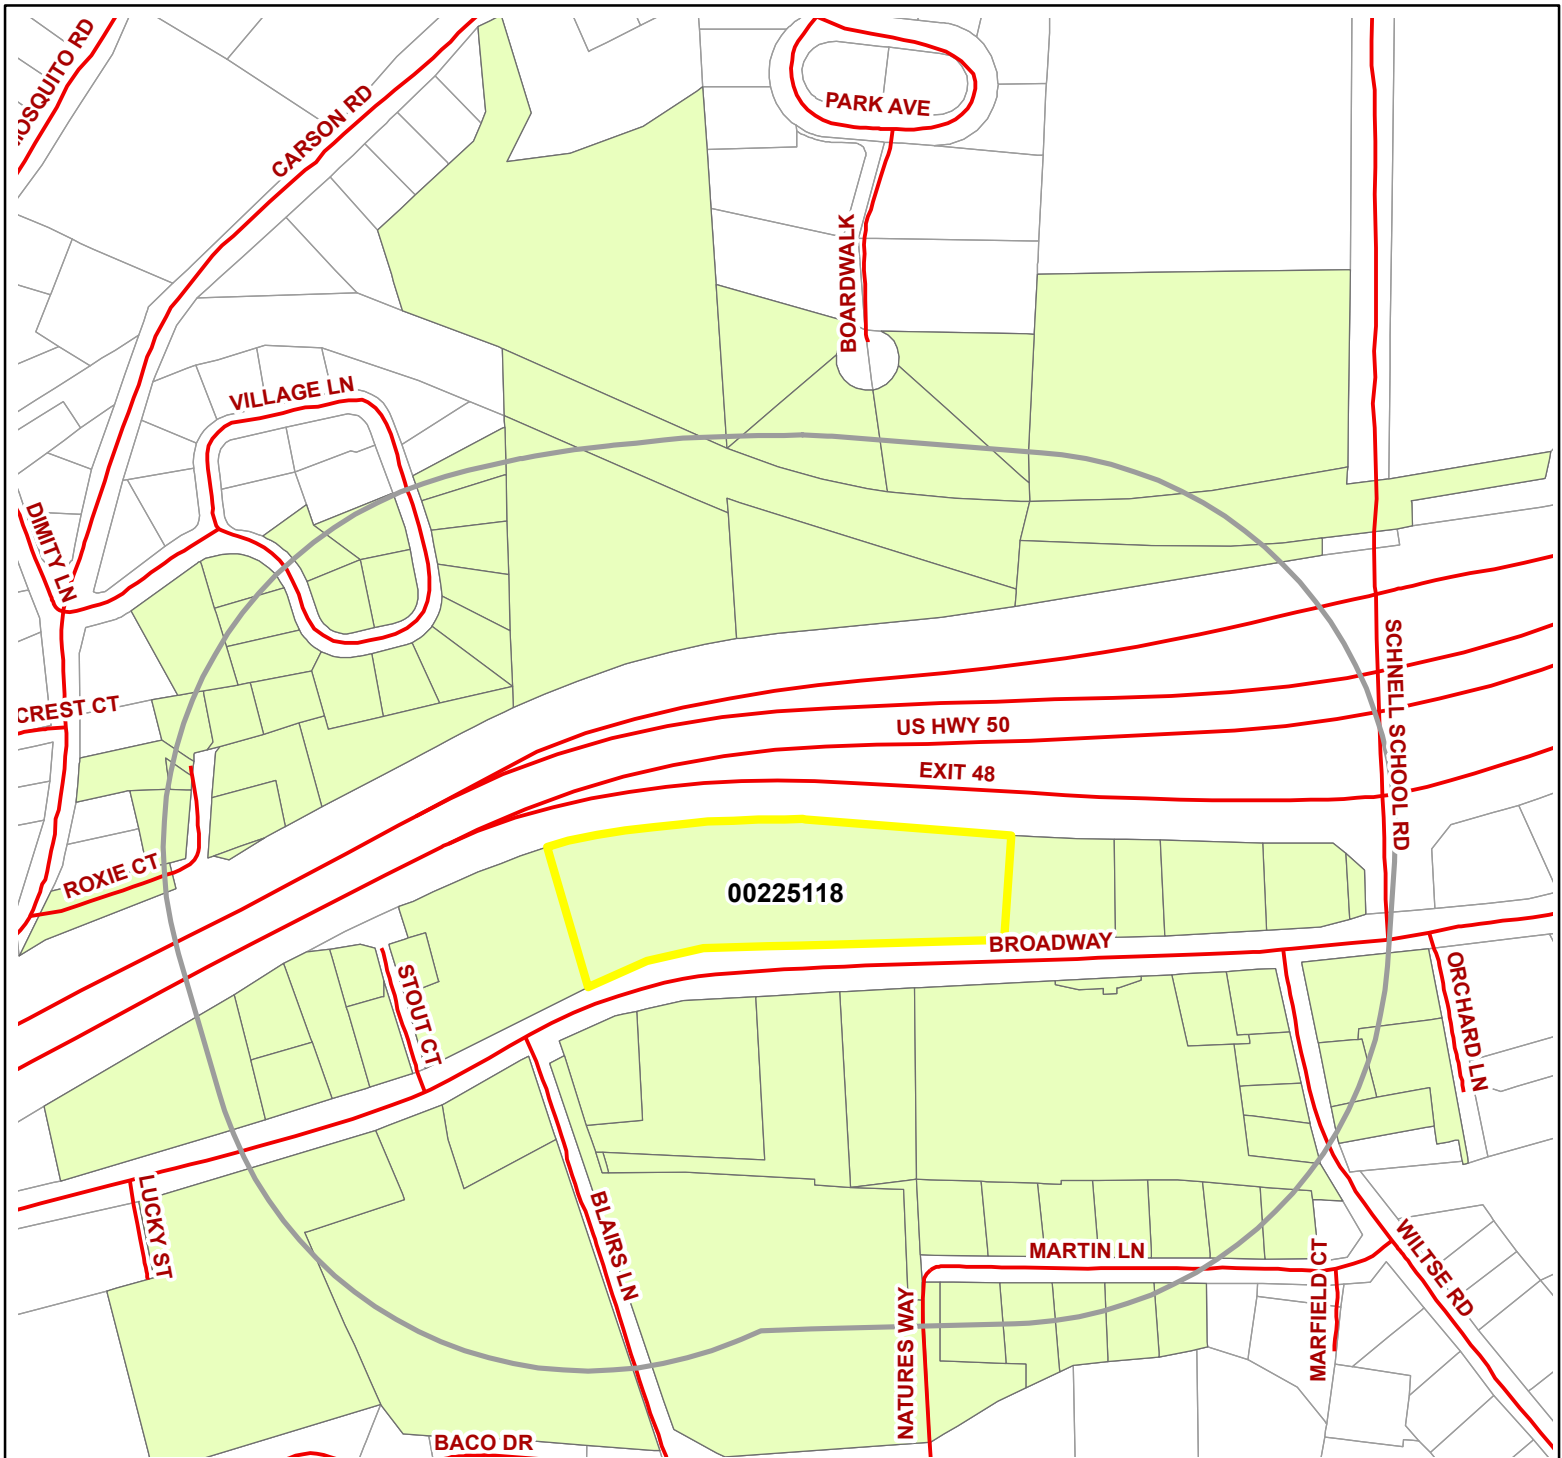 OSQUITO RD
CARSON RD
PARK AVE
BOARDWALK
VILLAGE LN
DIMITY LN
CREST CT
ROXIE CT
US HWY 50
EXIT 48
SCHNELL SCHOOL RD
00225118
BROADWAY
STOUT CT
ORCHARD LN
LUCKY ST
BLAIRS LN
MARTIN LN
NATURES WAY
MARFIELD CT
WILTSE RD
BACO DR